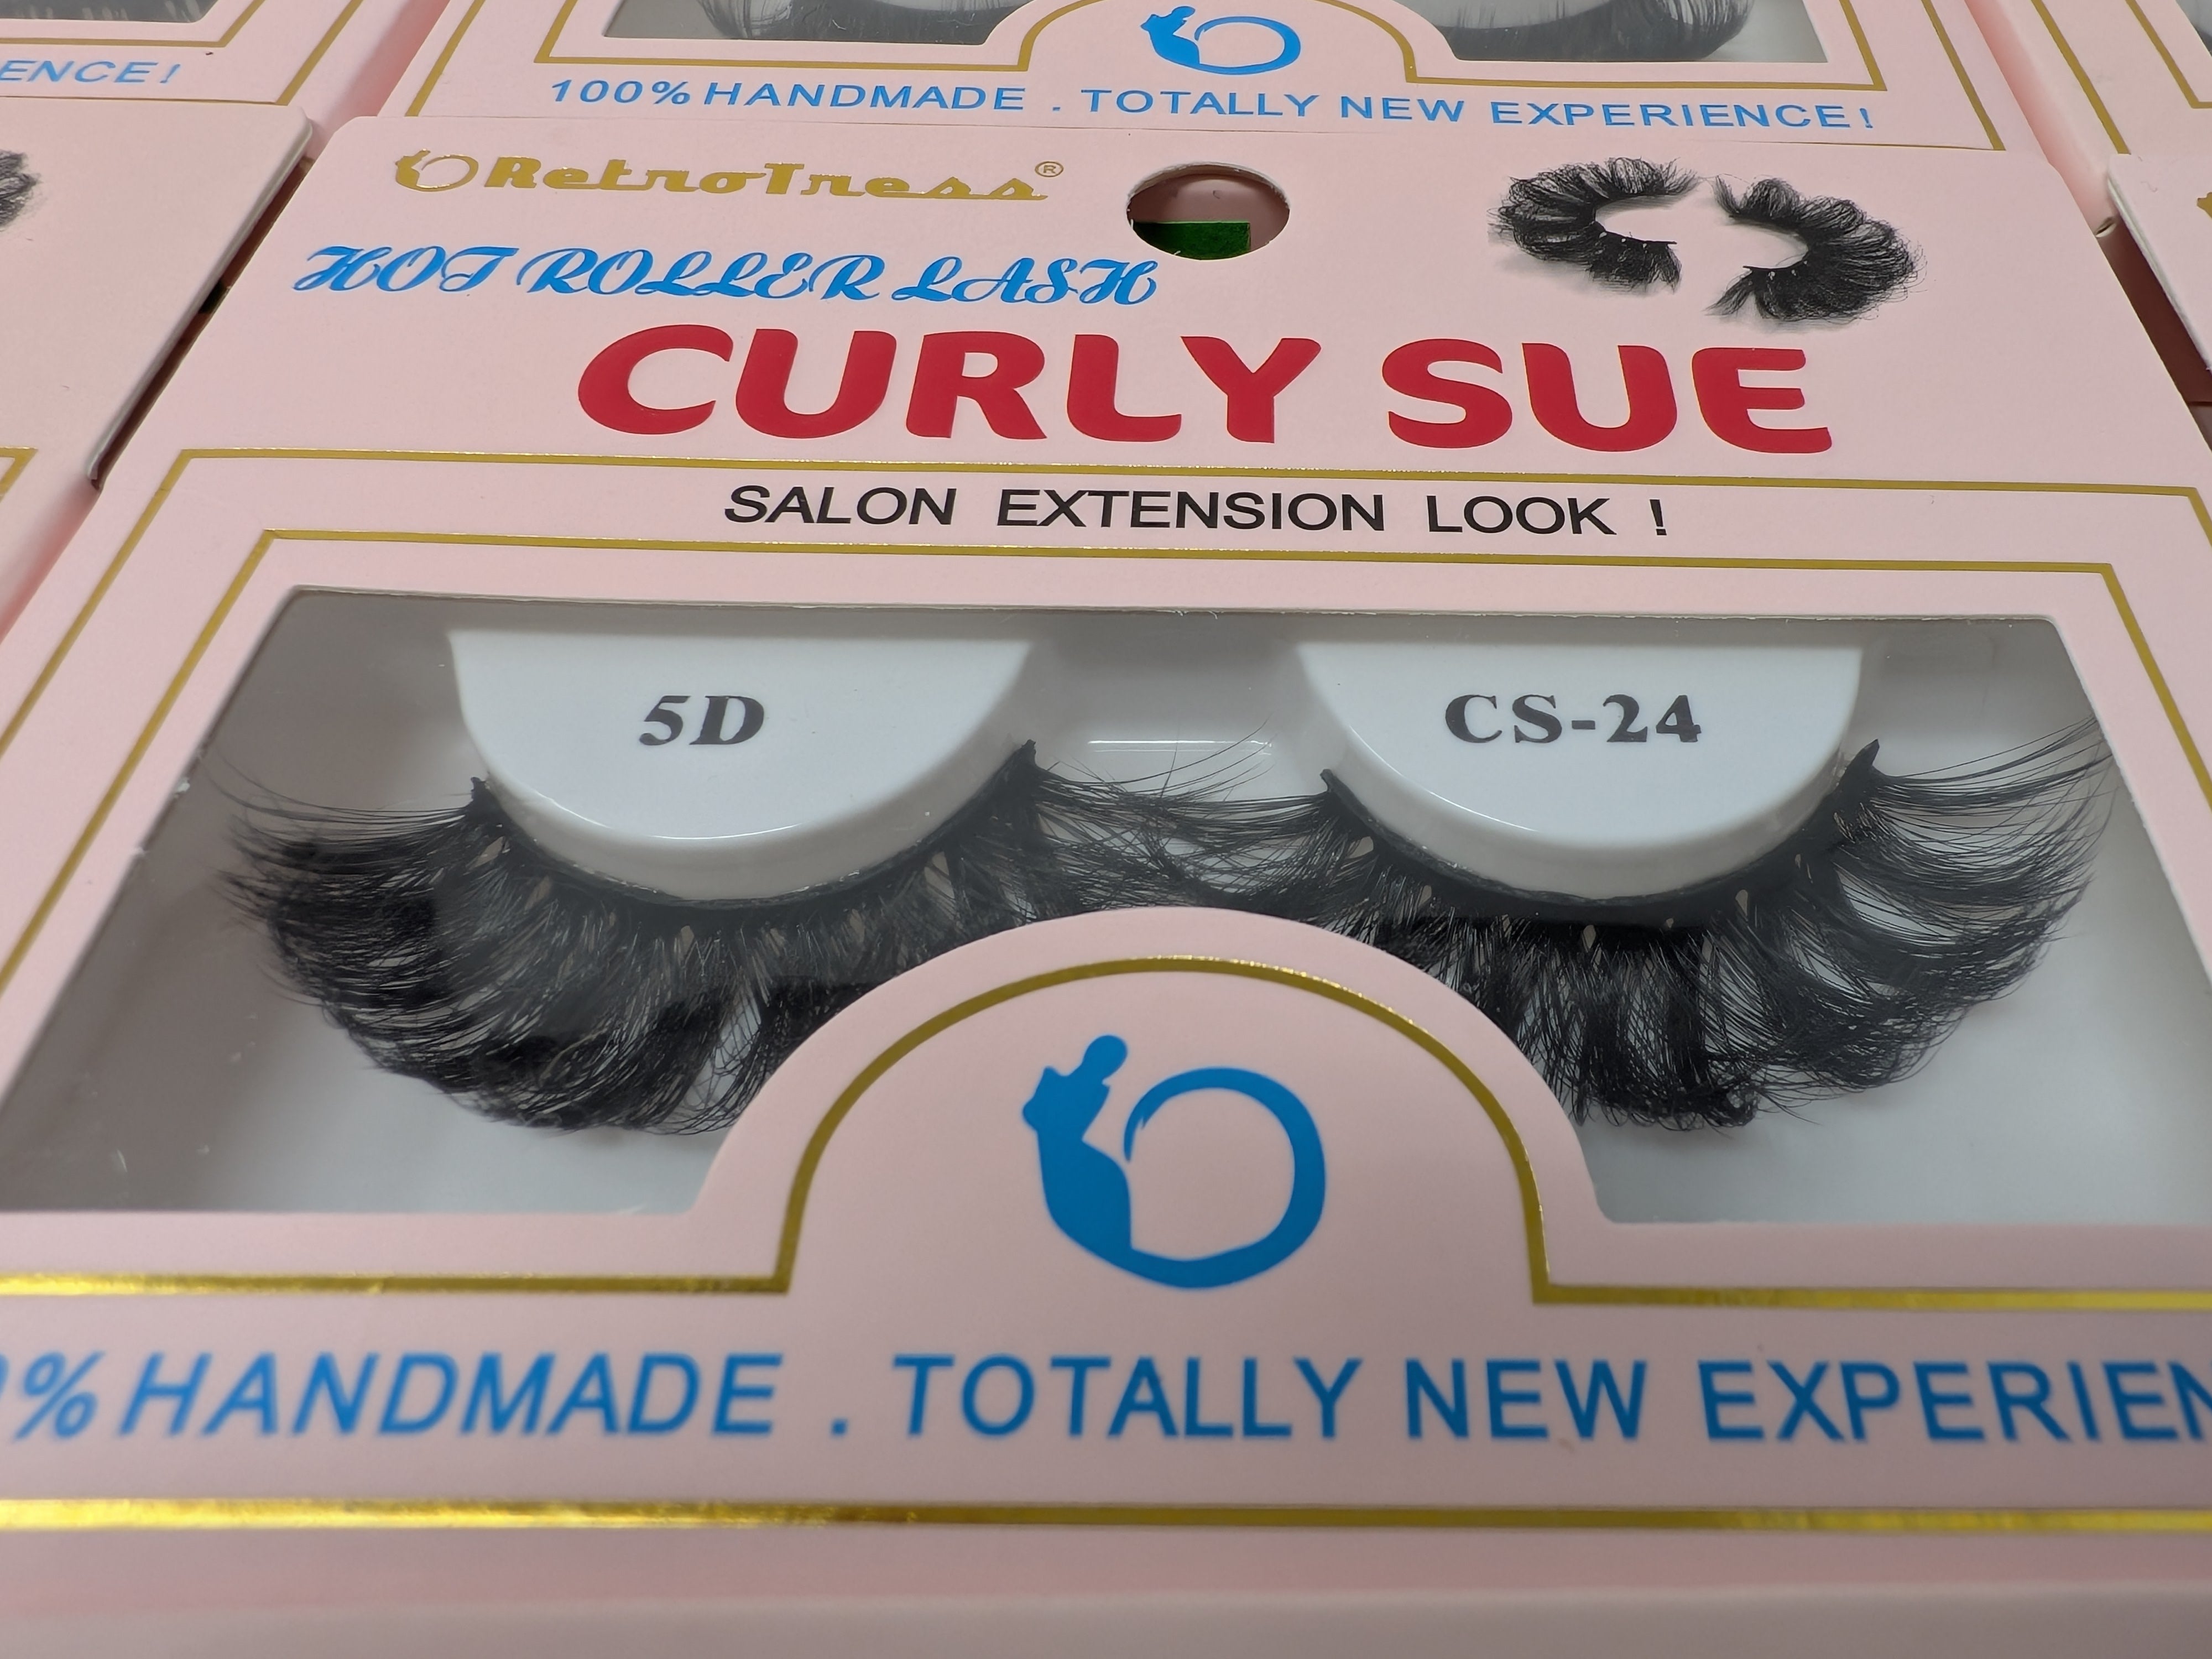 ENCE!
100% HANDMADE . TOTALLY NEW EXPERIENCE!
RetroTress®
HOT ROLLER LASH
CURLY SUE
SALON EXTENSION LOOK !
5D
CS-24
% HANDMADE . TOTALLY NEW EXPERIEN